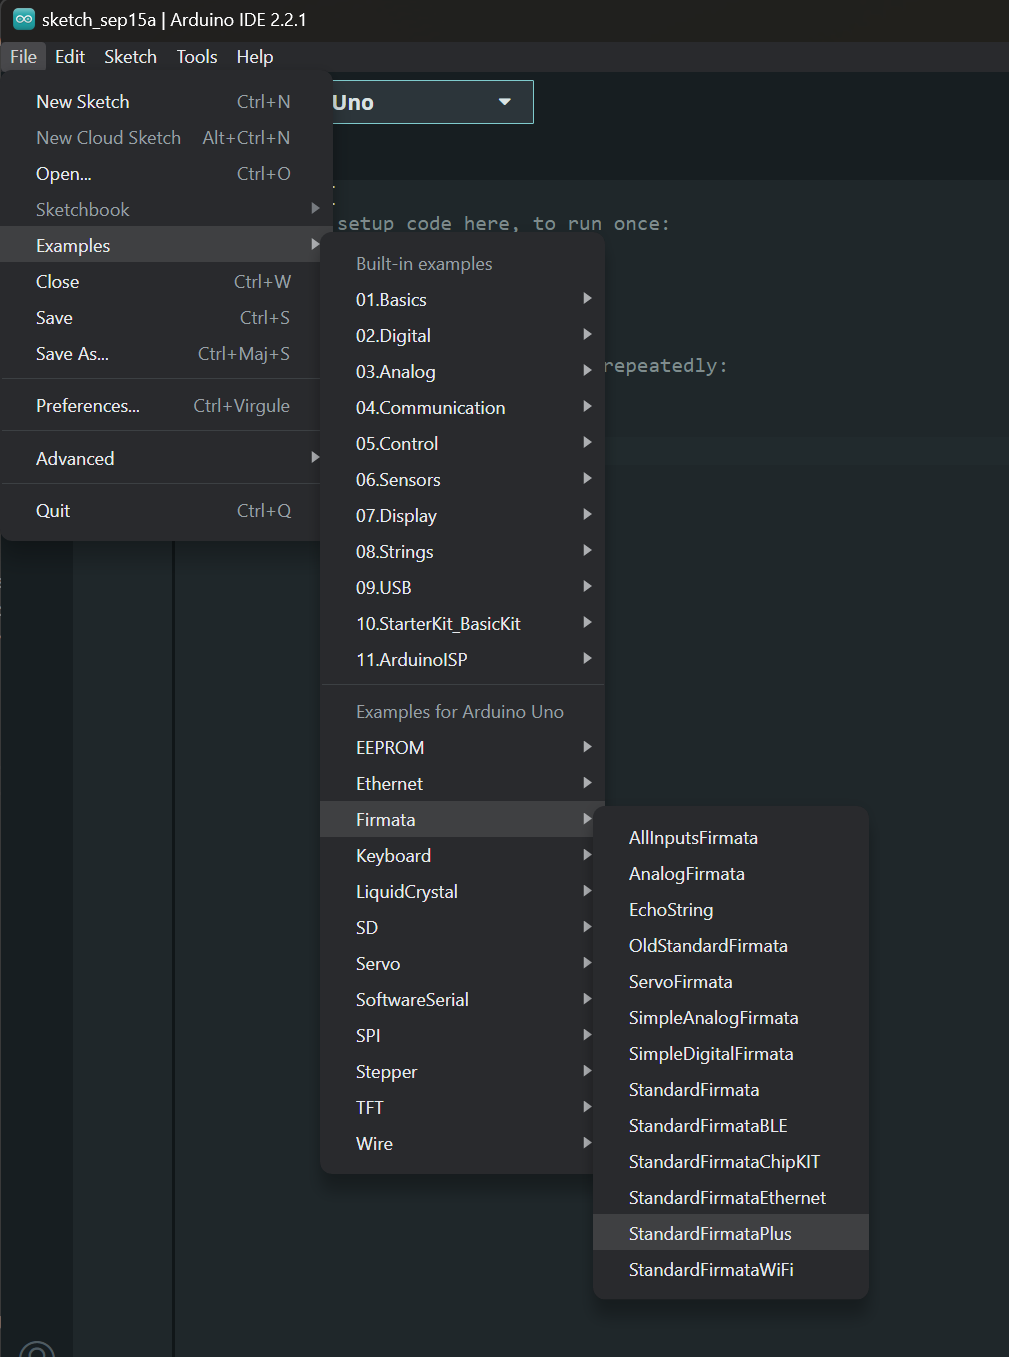 sketch_sep15a | Arduino IDE 2.2.1
File Edit Sketch Tools Help
Uno
New Sketch Ctrl+N
New Cloud Sketch Alt+Ctrl+N
Open... Ctrl+O
Sketchbook
Examples
Close Ctrl+W
Save Ctrl+S
Save As... Ctrl+Maj+S
Preferences... Ctrl+Virgule
Advanced
Quit Ctrl+Q
setup code here, to run once:
repeatedly:
Built-in examples
01.Basics
02.Digital
03.Analog
04.Communication
05.Control
06.Sensors
07.Display
08.Strings
09.USB
10.StarterKit_BasicKit
11.ArduinoISP
Examples for Arduino Uno
EEPROM
Ethernet
Firmata
Keyboard
LiquidCrystal
SD
Servo
SoftwareSerial
SPI
Stepper
TFT
Wire
AllInputsFirmata
AnalogFirmata
EchoString
OldStandardFirmata
ServoFirmata
SimpleAnalogFirmata
SimpleDigitalFirmata
StandardFirmata
StandardFirmataBLE
StandardFirmataChipKIT
StandardFirmataEthernet
StandardFirmataPlus
StandardFirmataWiFi